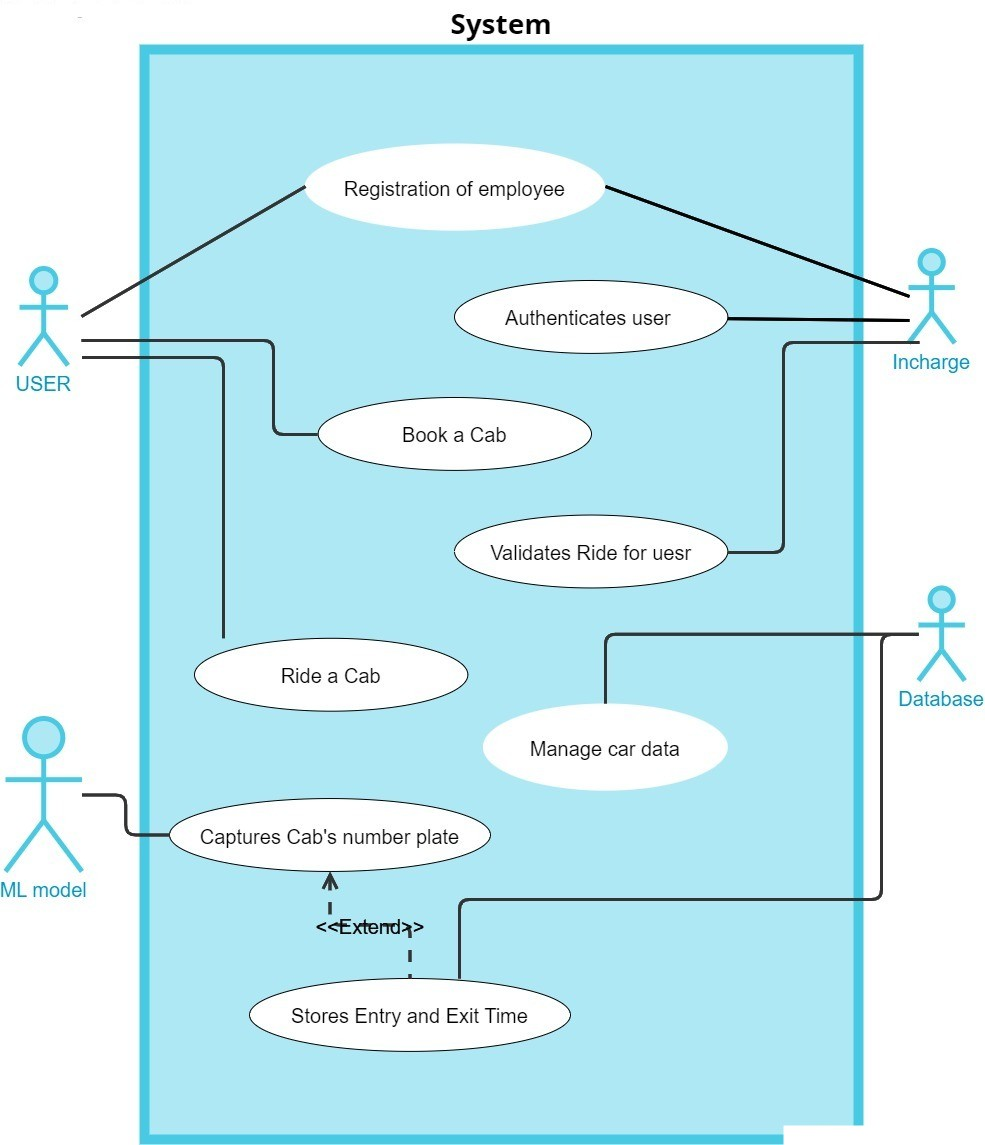 System
Registration of employee
Authenticates user
USER
Incharge
Book a Cab
Validates Ride for uesr
Ride a Cab
Database
Manage car data
Captures Cab's number plate
ML model
<<Extend>>
Stores Entry and Exit Time